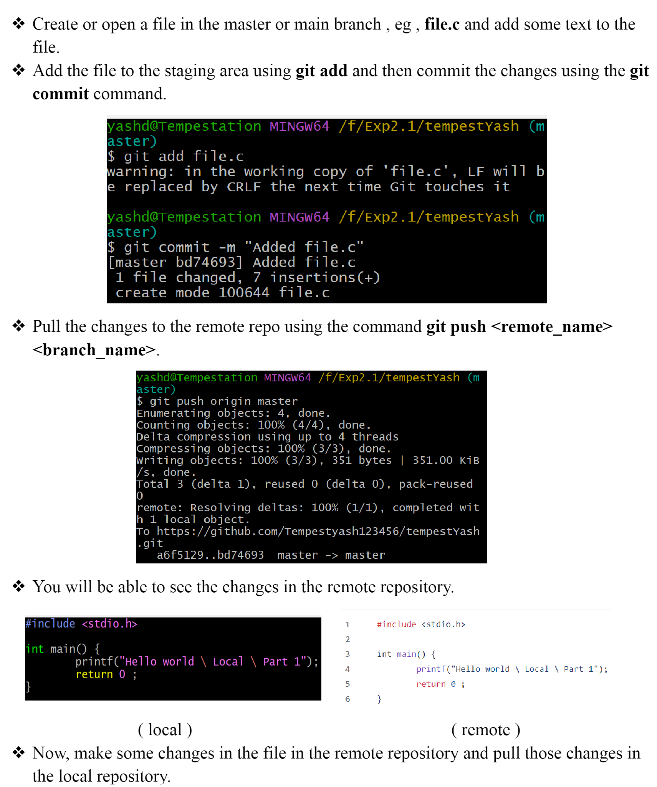 ❖ Create or open a file in the master or main branch , eg , file.c and add some text to the
file.
❖ Add the file to the staging area using git add and then commit the changes using the git
commit command.
yashd@Tempestation MINGW64 /f/Exp2.1/tempestYash (m
aster)
$ git add file.c
warning: in the working copy of 'file.c', LF will b
e replaced by CRLF the next time Git touches it
yashd@Tempestation MINGW64 /f/Exp2.1/tempestYash (m
aster)
$ git commit -m "Added file.c"
[master bd74693] Added file.c
1 file changed, 7 insertions(+)
create mode 100644 file.c
❖ Pull the changes to the remote repo using the command git push <remote_name>
<branch_name>.
yashd@Tempestation MINGW64 /f/Exp2.1/tempestYash (m
aster)
$ git push origin master
Enumerating objects: 4, done.
Counting objects: 100% (4/4), done.
Delta compression using up to 4 threads
Compressing objects: 100% (3/3), done.
Writing objects: 100% (3/3), 351 bytes | 351.00 KiB
/s, done.
Total 3 (delta 1), reused 0 (delta 0), pack-reused
0
remote: Resolving deltas: 100% (1/1), completed wit
h 1 local object.
To https://github.com/Tempestyash123456/tempestYash
.git
a6f5129..bd74693 master -> master
❖ You will be able to see the changes in the remote repository.
#include <stdio.h>
int main() {
printf("Hello world \ Local \ Part 1");
return 0 ;
}
1 #include <stdio.h>
2
3 int main() {
4 printf("Hello world \ Local \ Part 1");
5 return 0 ;
6 }
( local )
( remote )
❖ Now, make some changes in the file in the remote repository and pull those changes in
the local repository.